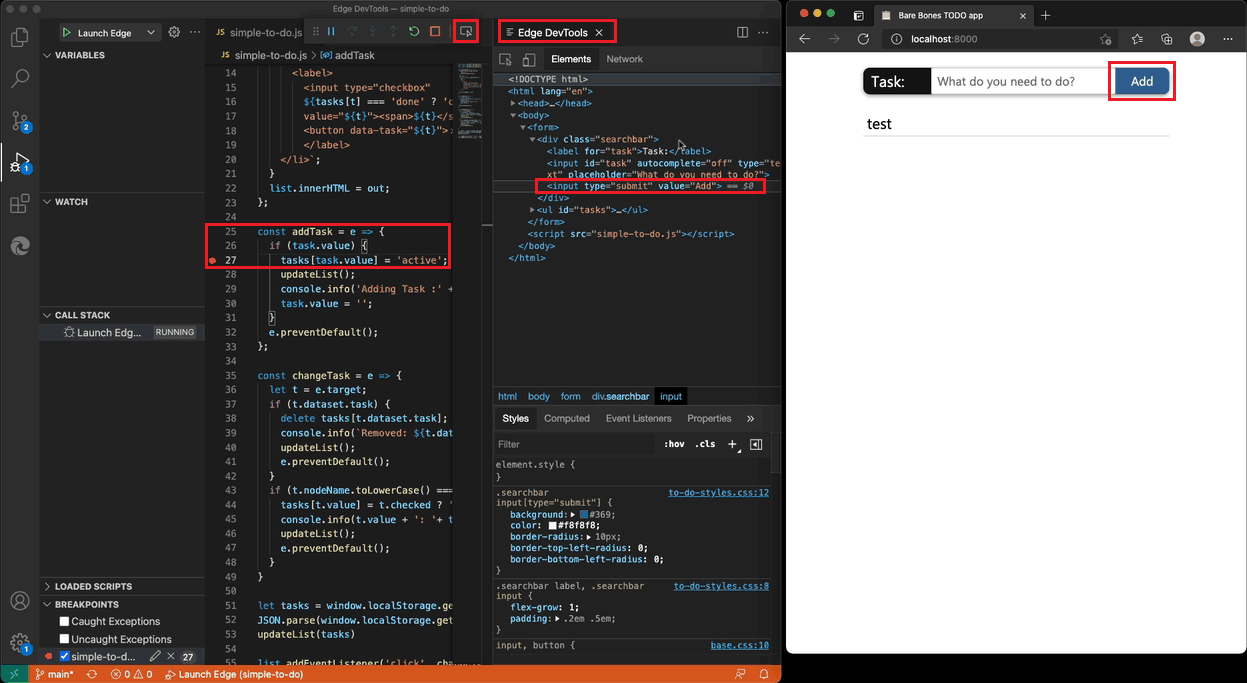 Edge DevTools — simple-to-do
Launch Edge
VARIABLES
WATCH
CALL STACK
Launch Edg...
RUNNING
LOADED SCRIPTS
BREAKPOINTS
Caught Exceptions
Uncaught Exceptions
simple-to-d...
27
2
1
1
main*
0
0
Launch Edge (simple-to-do)
JS simple-to-do.js
JS simple-to-do.js > addTask
14 <label>
15 <input type="checkbox"
16 ${tasks[t] === 'done' ? 'c
17 value="${t}"><span>${t}</s
18 <button data-task="${t}">
19 </label>
20 </li>`;
21 }
22 list.innerHTML = out;
23 };
24
25 const addTask = e => {
26 if (task.value) {
27 tasks[task.value] = 'active';
28 updateList();
29 console.info('Adding Task :' +
30 task.value = '';
31 }
32 e.preventDefault();
33 };
34
35 const changeTask = e => {
36 let t = e.target;
37 if (t.dataset.task) {
38 delete tasks[t.dataset.task];
39 console.info(`Removed: ${t.dat
40 updateList();
41 e.preventDefault();
42 }
43 if (t.nodeName.toLowerCase() ===
44 tasks[t.value] = t.checked ? '
45 console.info(t.value + ': '+ t
46 updateList();
47 e.preventDefault();
48 }
49 }
50
51 let tasks = window.localStorage.ge
52 JSON.parse(window.localStorage.get
53 updateList(tasks)
54
55 list.addEventListener('click', cha
Edge DevTools
Elements
Network
<!DOCTYPE html>
<html lang="en">
<head>…</head>
<body>
<form>
<div class="searchbar">
<label for="task">Task:</label>
<input id="task" autocomplete="off" type="te
xt" placeholder="What do you need to do?">
<input type="submit" value="Add"> == $0
</div>
<ul id="tasks">…</ul>
</form>
<script src="simple-to-do.js"></script>
</body>
</html>
html body form div.searchbar input
Styles Computed Event Listeners Properties »
Filter
:hov .cls +
element.style {
}
.searchbar
to-do-styles.css:12
input[type="submit"] {
background: #369;
color: #f8f8f8;
border-radius: 10px;
border-top-left-radius: 0;
border-bottom-left-radius: 0;
}
.searchbar label, .searchbar
to-do-styles.css:8
input {
flex-grow: 1;
padding: .2em .5em;
}
input, button {
base.css:10
Bare Bones TODO app
localhost:8000
Task:
What do you need to do?
Add
test